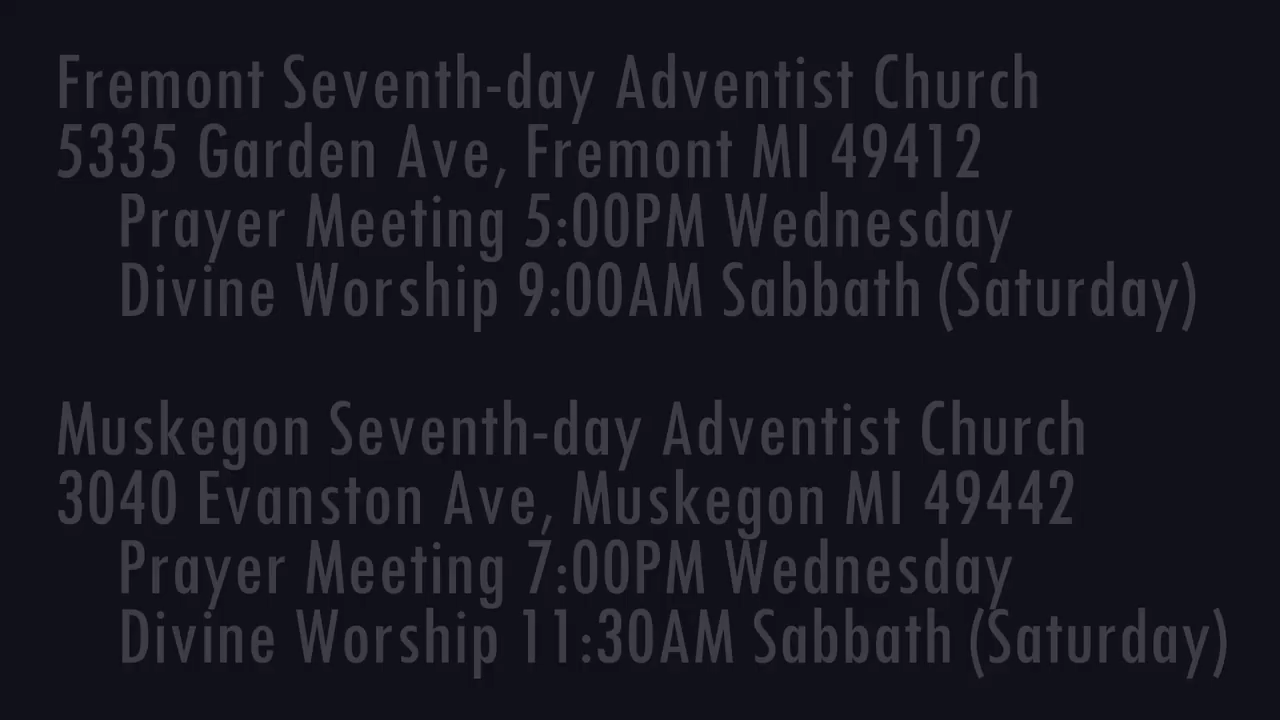 Fremont Seventh-day Adventist Church
5335 Garden Ave, Fremont MI 49412
Prayer Meeting 5:00PM Wednesday
Divine Worship 9:00AM Sabbath (Saturday)
Muskegon Seventh-day Adventist Church
3040 Evanston Ave, Muskegon MI 49442
Prayer Meeting 7:00PM Wednesday
Divine Worship 11:30AM Sabbath (Saturday)